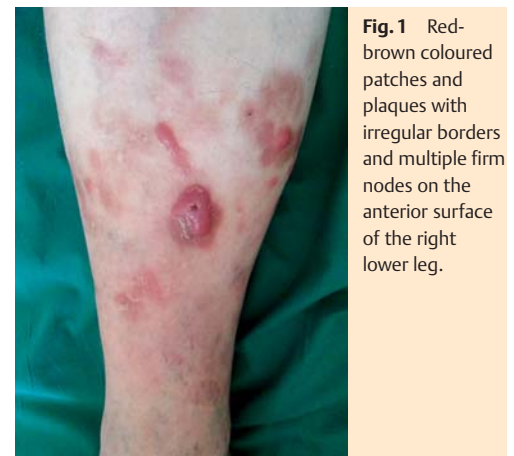 Fig. 1 Red-
brown coloured
patches and
plaques with
irregular borders
and multiple firm
nodes on the
anterior surface
of the right
lower leg.